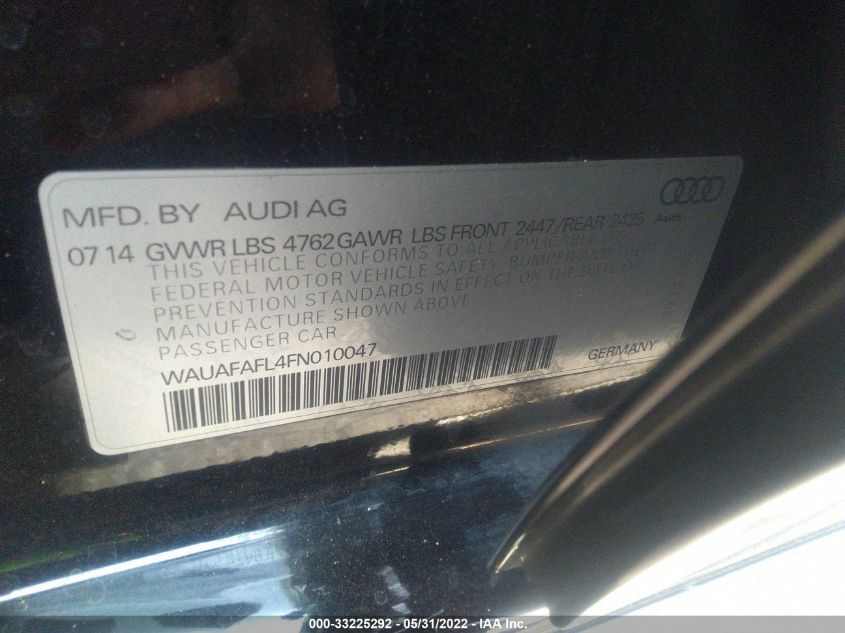 MFD. BY AUDI AG
07 14 GVWR LBS 4762 GAWR LBS FRONT 2447/REAR 2425
Audi
THIS VEHICLE CONFORMS TO ALL APPLICABLE
FEDERAL MOTOR VEHICLE SAFETY, BUMPER AND THEFT
PREVENTION STANDARDS IN EFFECT ON THE DATE OF
MANUFACTURE SHOWN ABOVE
PASSENGER CAR
WAUAFAFL4FN010047
GERMANY
000-33225292 - 05/31/2022 - IAA Inc.